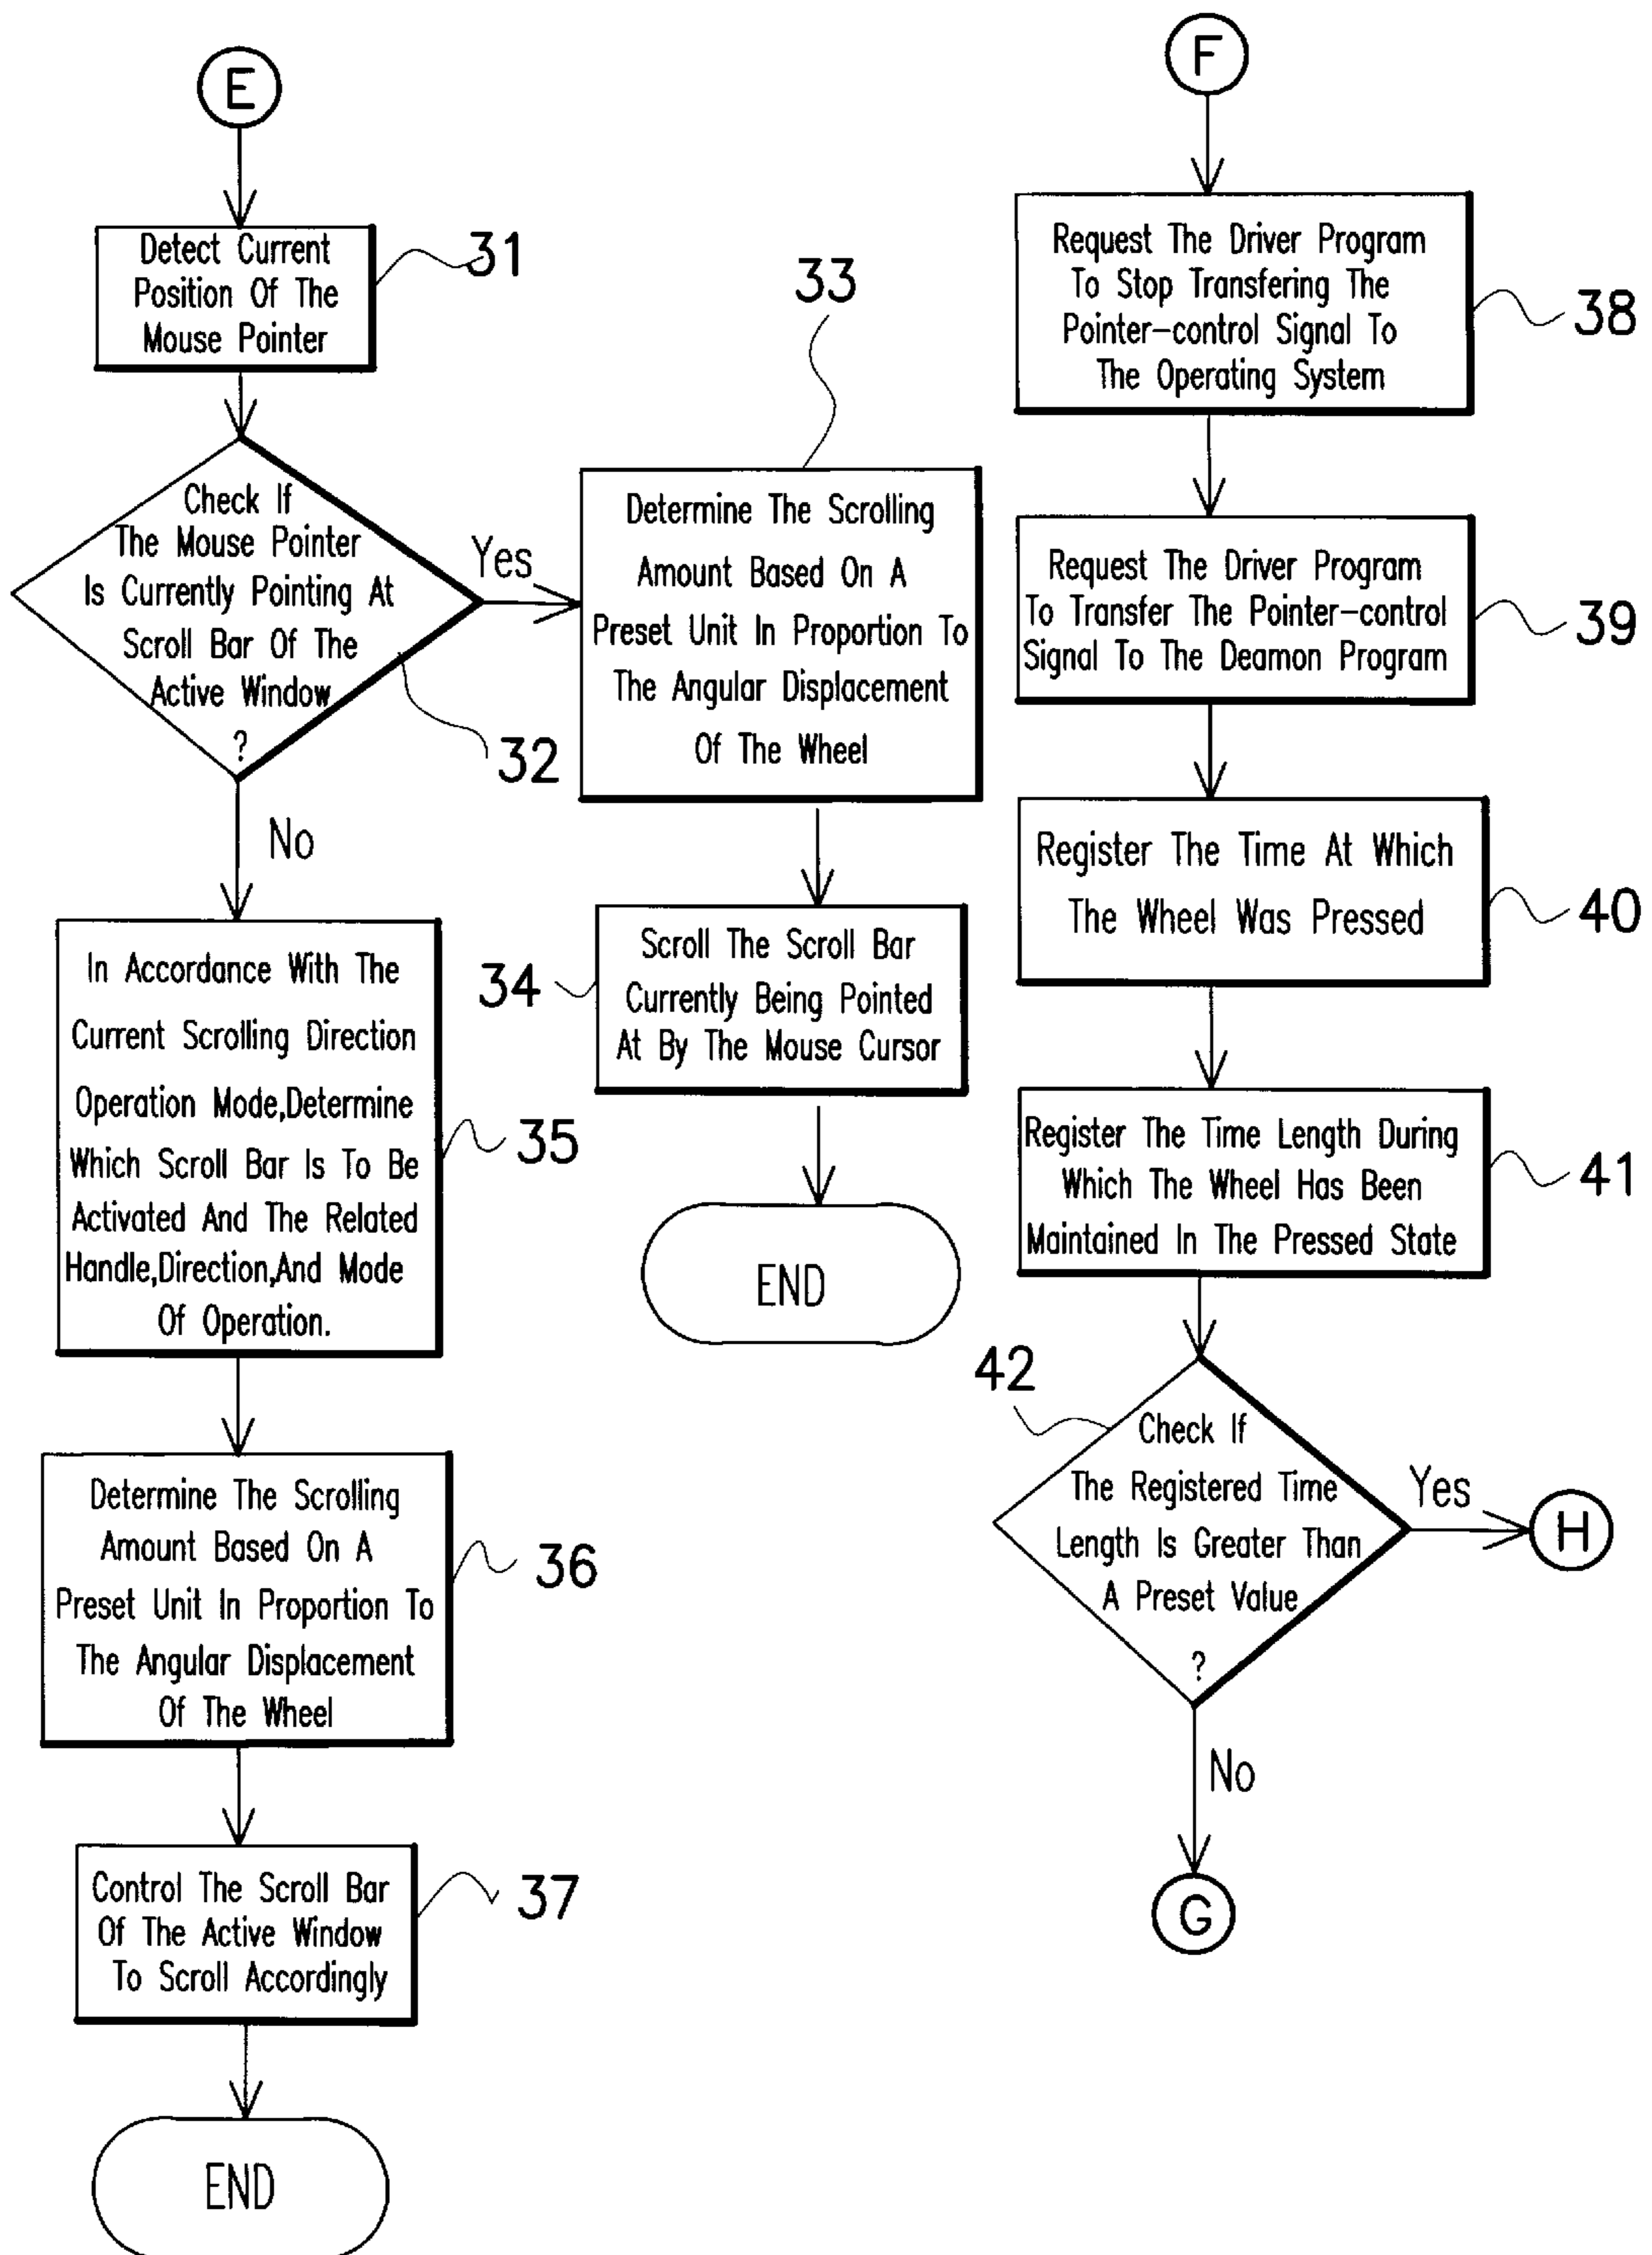 E
Detect Current
Position Of The
Mouse Pointer
31
Check If
The Mouse Pointer
Is Currently Pointing At
Scroll Bar Of The
Active Window
?
32
Yes
No
33
Determine The Scrolling
Amount Based On A
Preset Unit In Proportion To
The Angular Displacement
Of The Wheel
34
Scroll The Scroll Bar
Currently Being Pointed
At By The Mouse Cursor
END
In Accordance With The
Current Scrolling Direction
Operation Mode,Determine
Which Scroll Bar Is To Be
Activated And The Related
Handle,Direction,And Mode
Of Operation.
35
Determine The Scrolling
Amount Based On A
Preset Unit In Proportion To
The Angular Displacement
Of The Wheel
36
Control The Scroll Bar
Of The Active Window
To Scroll Accordingly
37
END
F
Request The Driver Program
To Stop Transfering The
Pointer-control Signal To
The Operating System
38
Request The Driver Program
To Transfer The Pointer-control
Signal To The Deamon Program
39
Register The Time At Which
The Wheel Was Pressed
40
Register The Time Length During
Which The Wheel Has Been
Maintained In The Pressed State
41
42
Check If
The Registered Time
Length Is Greater Than
A Preset Value
?
Yes
H
No
G